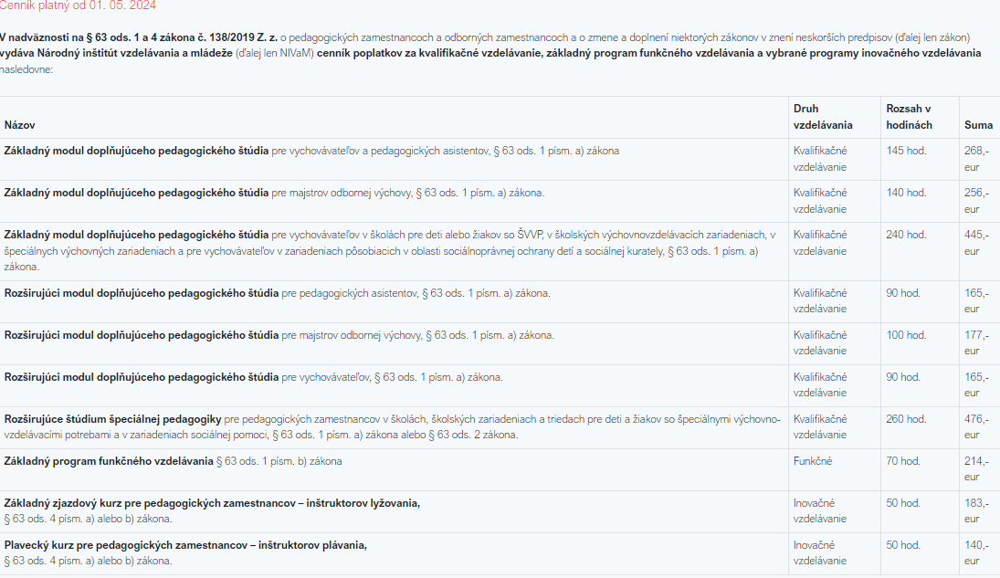 Cenník platný od 01. 05. 2024
V nadväznosti na § 63 ods. 1 a 4 zákona č. 138/2019 Z. z. o pedagogických zamestnancoch a odborných zamestnancoch a o zmene a doplnení niektorých zákonov v znení neskorších predpisov (ďalej len zákon)
vydáva Národný inštitút vzdelávania a mládeže (ďalej len NIVaM) cenník poplatkov za kvalifikačné vzdelávanie, základný program funkčného vzdelávania a vybrané programy inovačného vzdelávania
nasledovne:
Názov
Druh
vzdelávania
Rozsah v
hodinách
Suma
Základný modul doplňujúceho pedagogického štúdia pre vychovávateľov a pedagogických asistentov, § 63 ods. 1 písm. a) zákona
Kvalifikačné
vzdelávanie
145 hod.
268,-
eur
Základný modul doplňujúceho pedagogického štúdia pre majstrov odbornej výchovy, § 63 ods. 1 písm. a) zákona.
Kvalifikačné
vzdelávanie
140 hod.
256,-
eur
Základný modul doplňujúceho pedagogického štúdia pre vychovávateľov v školách pre deti alebo žiakov so ŠVVP, v školských výchovnovzdelávacích zariadeniach, v
špeciálnych výchovných zariadeniach a pre vychovávateľov v zariadeniach pôsobiacich v oblasti sociálnoprávnej ochrany detí a sociálnej kurately, § 63 ods. 1 písm. a)
zákona.
Kvalifikačné
vzdelávanie
240 hod.
445,-
eur
Rozširujúci modul doplňujúceho pedagogického štúdia pre pedagogických asistentov, § 63 ods. 1 písm. a) zákona.
Kvalifikačné
vzdelávanie
90 hod.
165,-
eur
Rozširujúci modul doplňujúceho pedagogického štúdia pre majstrov odbornej výchovy, § 63 ods. 1 písm. a) zákona.
Kvalifikačné
vzdelávanie
100 hod.
177,-
eur
Rozširujúci modul doplňujúceho pedagogického štúdia pre vychovávateľov, § 63 ods. 1 písm. a) zákona.
Kvalifikačné
vzdelávanie
90 hod.
165,-
eur
Rozširujúce štúdium špeciálnej pedagogiky pre pedagogických zamestnancov v školách, školských zariadeniach a triedach pre deti a žiakov so špeciálnymi výchovno-
vzdelávacími potrebami a v zariadeniach sociálnej pomoci, § 63 ods. 1 písm. a) zákona alebo § 63 ods. 2 zákona.
Kvalifikačné
vzdelávanie
260 hod.
476,-
eur
Základný program funkčného vzdelávania § 63 ods. 1 písm. b) zákona
Funkčné
70 hod.
214,-
eur
Základný zjazdový kurz pre pedagogických zamestnancov – inštruktorov lyžovania,
§ 63 ods. 4 písm. a) alebo b) zákona.
Inovačné
vzdelávanie
50 hod.
183,-
eur
Plavecký kurz pre pedagogických zamestnancov – inštruktorov plávania,
§ 63 ods. 4 písm. a) alebo b) zákona.
Inovačné
vzdelávanie
50 hod.
140,-
eur